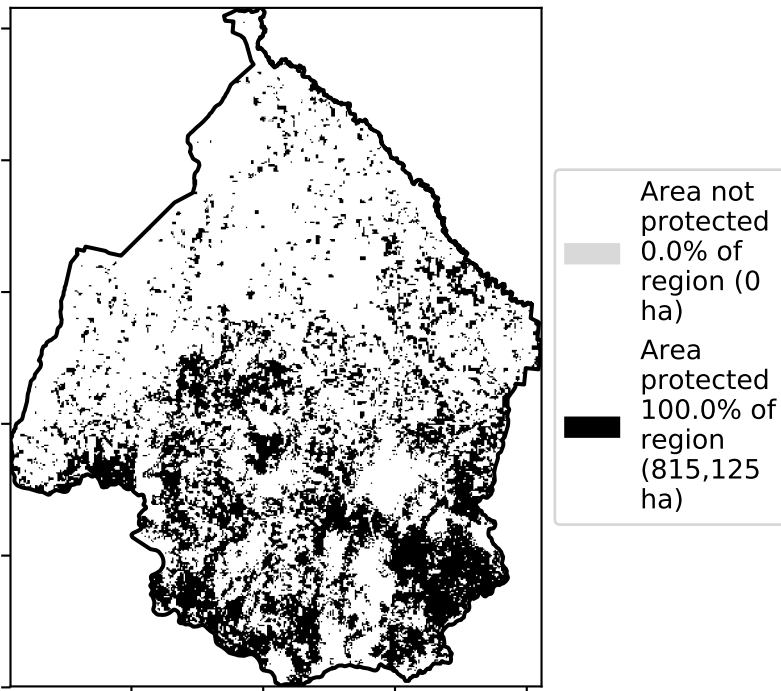 Area not
protected
0.0% of
region (0
ha)
Area
protected
100.0% of
region
(815,125
ha)